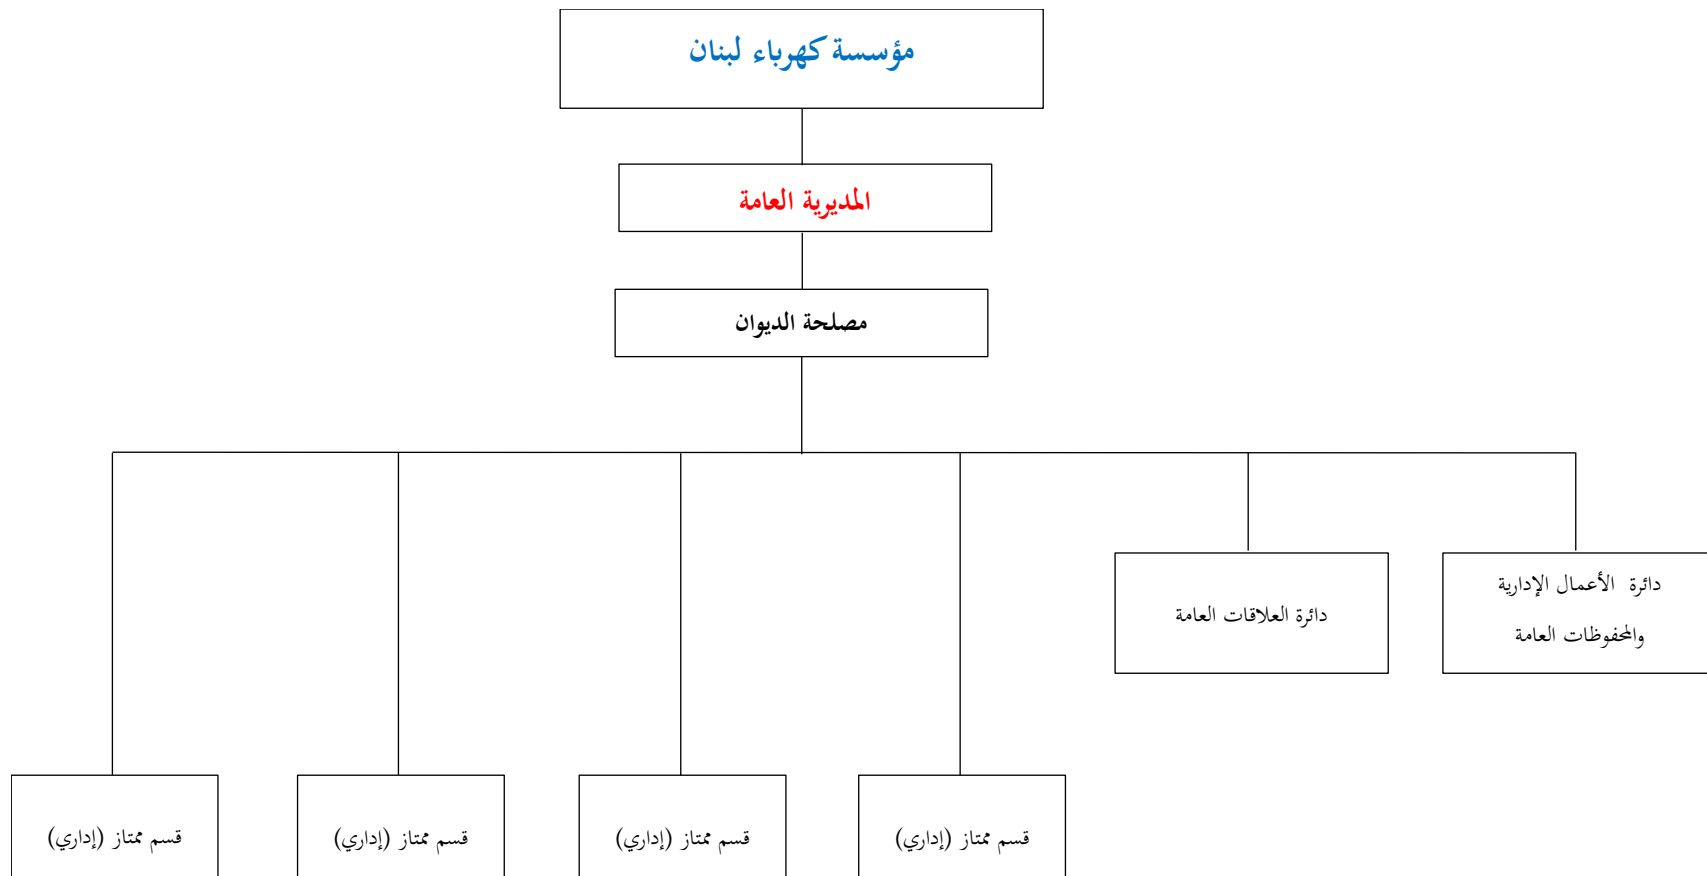 مؤسسة كهرباء لبنان
المديرية العامة
مصلحة الديوان
دائرة الأعمال الإدارية
والمحفوظات العامة
دائرة العلاقات العامة
قسم ممتاز (إداري)
قسم ممتاز (إداري)
قسم ممتاز (إداري)
قسم ممتاز (إداري)